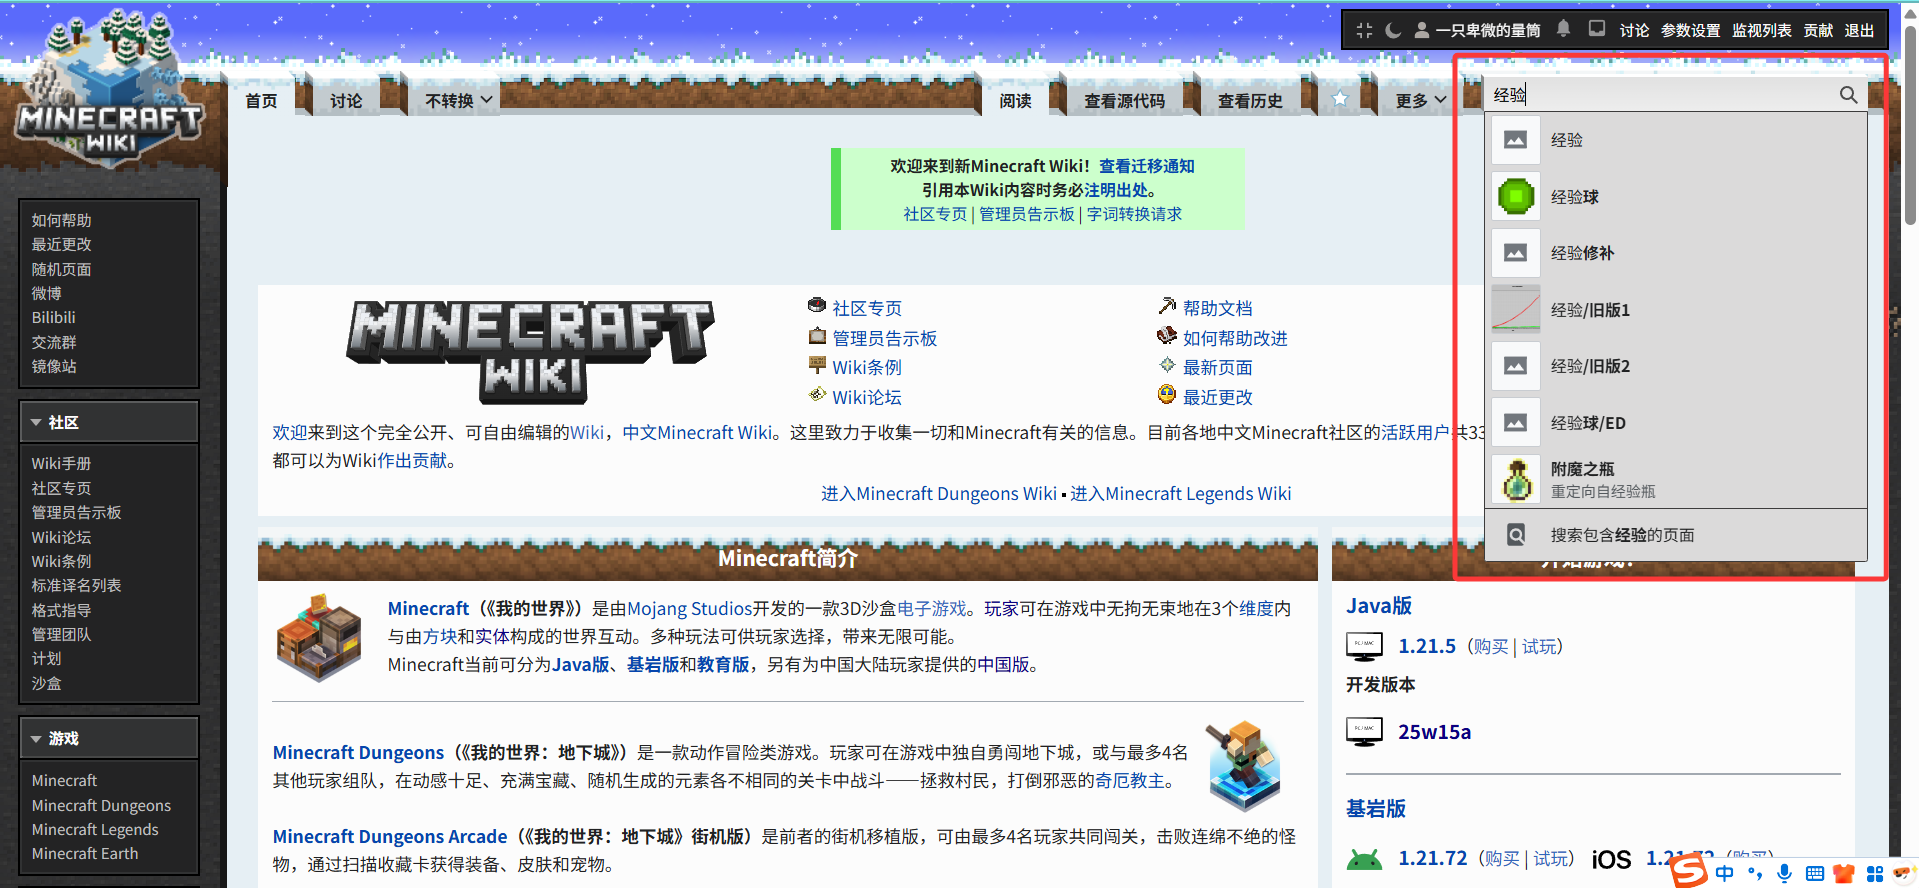 MINECRAFT
WIKI
一只卑微的量筒 讨论 参数设置 监视列表 贡献 退出
首页 讨论 不转换 阅读 查看源代码 查看历史 更多
经验
经验
经验球
经验修补
经验/旧版1
经验/旧版2
经验球/ED
附魔之瓶
重定向自经验瓶
搜索包含经验的页面
如何帮助
最近更改
随机页面
微博
Bilibili
交流群
镜像站
社区
Wiki手册
社区专页
管理员告示板
Wiki论坛
Wiki条例
标准译名列表
格式指导
管理团队
计划
沙盒
游戏
Minecraft
Minecraft Dungeons
Minecraft Legends
Minecraft Earth
欢迎来到新Minecraft Wiki！查看迁移通知
引用本Wiki内容时务必注明出处。
社区专页 | 管理员告示板 | 字词转换请求
MINECRAFT
WIKI
社区专页
管理员告示板
Wiki条例
Wiki论坛
帮助文档
如何帮助改进
最新页面
最近更改
欢迎来到这个完全公开、可自由编辑的Wiki，中文Minecraft Wiki。这里致力于收集一切和Minecraft有关的信息。目前各地中文Minecraft社区的活跃用户共33
都可以为Wiki作出贡献。
进入Minecraft Dungeons Wiki ▪ 进入Minecraft Legends Wiki
Minecraft简介
Minecraft（《我的世界》）是由Mojang Studios开发的一款3D沙盒电子游戏。玩家可在游戏中无拘无束地在3个维度内
与由方块和实体构成的世界互动。多种玩法可供玩家选择，带来无限可能。
Minecraft当前可分为Java版、基岩版和教育版，另有为中国大陆玩家提供的中国版。
Minecraft Dungeons（《我的世界：地下城》）是一款动作冒险类游戏。玩家可在游戏中独自勇闯地下城，或与最多4名
其他玩家组队，在动感十足、充满宝藏、随机生成的元素各不相同的关卡中战斗——拯救村民，打倒邪恶的奇厄教主。
Minecraft Dungeons Arcade（《我的世界：地下城》街机版）是前者的街机移植版，可由最多4名玩家共同闯关，击败连绵不绝的怪
物，通过扫描收藏卡获得装备、皮肤和宠物。
开始游戏！
Java版
PC / MAC
1.21.5（购买 | 试玩）
开发版本
PC / MAC
25w15a
基岩版
1.21.72（购买 | 试玩） iOS 1.21.72（购买）
中